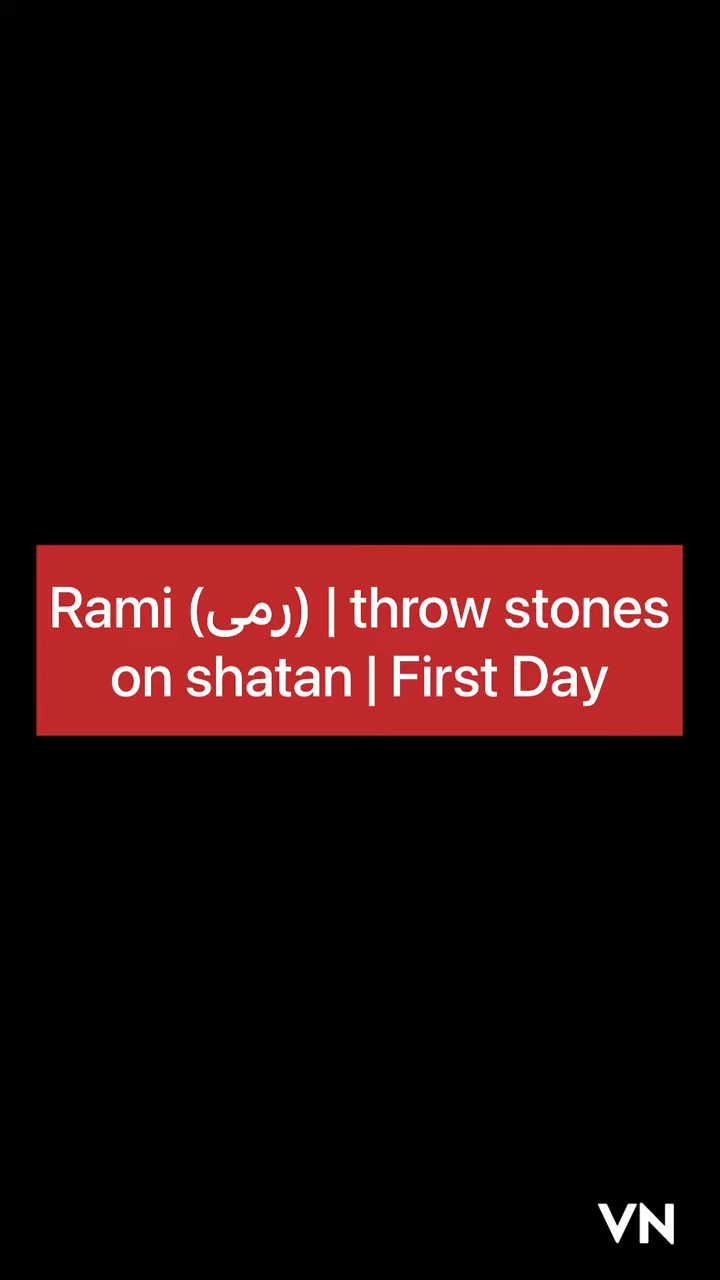 Rami (رمی) | throw stones
on shatan | First Day
VN